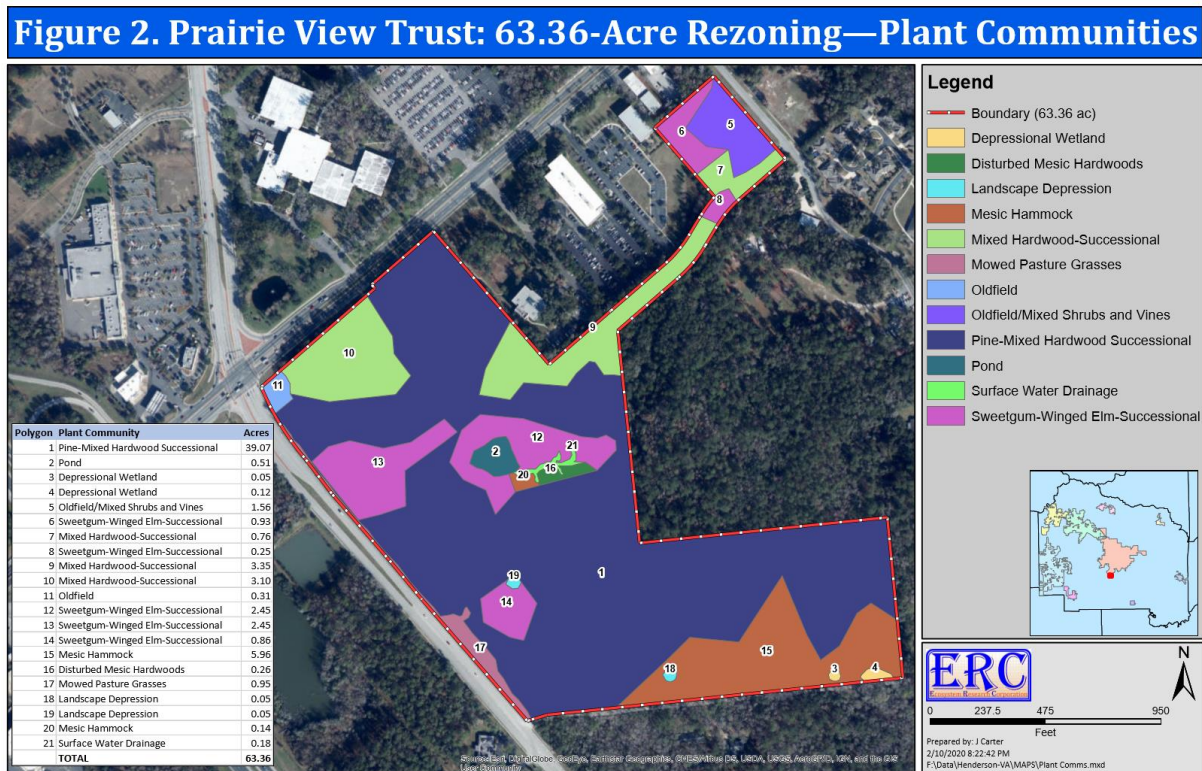 Figure 2. Prairie View Trust: 63.36-Acre Rezoning—Plant Communities
5
6
7
8
9
10
11
12
21
2
13
16
20
1
19
14
17
15
18
3
4
Polygon Plant Community Acres
1 Pine-Mixed Hardwood Successional 39.07
2 Pond 0.51
3 Depressional Wetland 0.05
4 Depressional Wetland 0.12
5 Oldfield/Mixed Shrubs and Vines 1.56
6 Sweetgum-Winged Elm-Successional 0.93
7 Mixed Hardwood-Successional 0.76
8 Sweetgum-Winged Elm-Successional 0.25
9 Mixed Hardwood-Successional 3.35
10 Mixed Hardwood-Successional 3.10
11 Oldfield 0.31
12 Sweetgum-Winged Elm-Successional 2.45
13 Sweetgum-Winged Elm-Successional 2.45
14 Sweetgum-Winged Elm-Successional 0.86
15 Mesic Hammock 5.96
16 Disturbed Mesic Hardwoods 0.26
17 Mowed Pasture Grasses 0.95
18 Landscape Depression 0.05
19 Landscape Depression 0.05
20 Mesic Hammock 0.14
21 Surface Water Drainage 0.18
TOTAL 63.36
Legend
Boundary (63.36 ac)
Depressional Wetland
Disturbed Mesic Hardwoods
Landscape Depression
Mesic Hammock
Mixed Hardwood-Successional
Mowed Pasture Grasses
Oldfield
Oldfield/Mixed Shrubs and Vines
Pine-Mixed Hardwood Successional
Pond
Surface Water Drainage
Sweetgum-Winged Elm-Successional
ERC
Ecosystem Research Corporation
N
0 237.5 475 950
Feet
Prepared by: J Carter
2/10/2020 8:22:42 PM
F:\Data\Henderson-VA\MAPS\Plant Comms.mxd